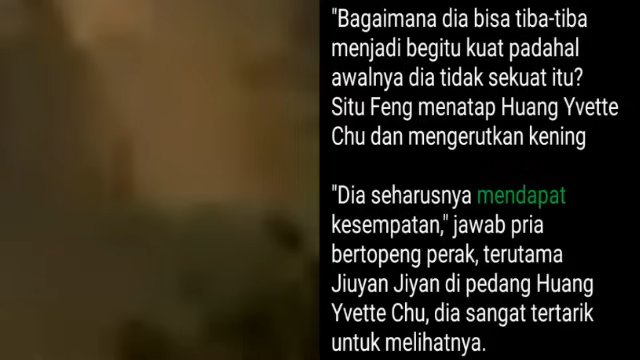 "Bagaimana dia bisa tiba-tiba
menjadi begitu kuat padahal
awalnya dia tidak sekuat itu?
Situ Feng menatap Huang Yvette
Chu dan mengerutkan kening
"Dia seharusnya mendapat
kesempatan," jawab pria
bertopeng perak, terutama
Jiuyan Jiyan di pedang Huang
Yvette Chu, dia sangat tertarik
untuk melihatnya.